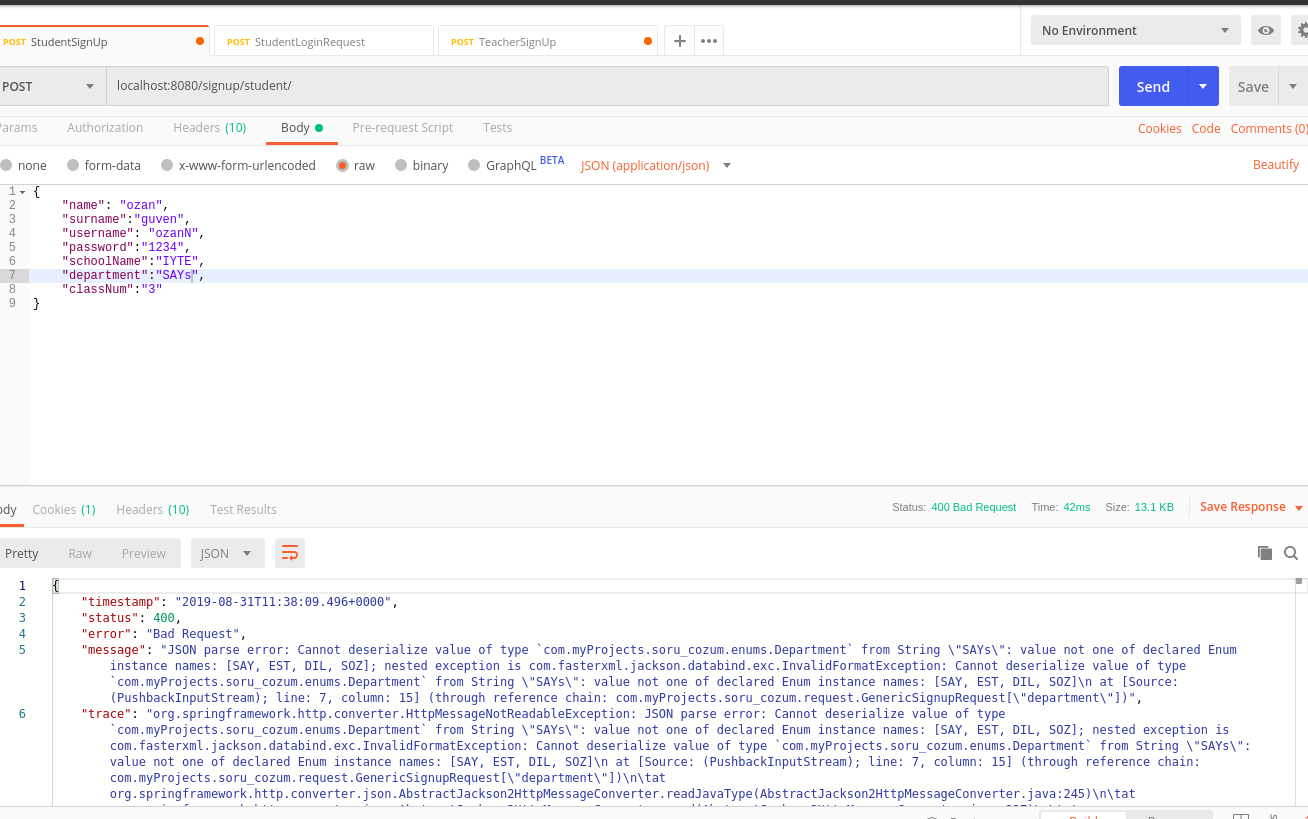 POST StudentSignUp
POST StudentLoginRequest
POST TeacherSignUp
No Environment
POST
localhost:8080/signup/student/
Send
Save
Params
Authorization
Headers (10)
Body
Pre-request Script
Tests
Cookies
Code
Comments (0)
none
form-data
x-www-form-urlencoded
raw
binary
GraphQL BETA
JSON (application/json)
Beautify
1 {
2 "name": "ozan",
3 "surname":"guven",
4 "username": "ozanN",
5 "password":"1234",
6 "schoolName":"IYTE",
7 "department":"SAYs",
8 "classNum":"3"
9 }
ody
Cookies (1)
Headers (10)
Test Results
Status: 400 Bad Request
Time: 42ms
Size: 13.1 KB
Save Response
Pretty
Raw
Preview
JSON
1 {
2 "timestamp": "2019-08-31T11:38:09.496+0000",
3 "status": 400,
4 "error": "Bad Request",
5 "message": "JSON parse error: Cannot deserialize value of type `com.myProjects.soru_cozum.enums.Department` from String \"SAYs\": value not one of declared Enum
instance names: [SAY, EST, DIL, SOZ]; nested exception is com.fasterxml.jackson.databind.exc.InvalidFormatException: Cannot deserialize value of type
`com.myProjects.soru_cozum.enums.Department` from String \"SAYs\": value not one of declared Enum instance names: [SAY, EST, DIL, SOZ]\n at [Source:
(PushbackInputStream); line: 7, column: 15] (through reference chain: com.myProjects.soru_cozum.request.GenericSignupRequest[\"department\"])",
6 "trace": "org.springframework.http.converter.HttpMessageNotReadableException: JSON parse error: Cannot deserialize value of type
`com.myProjects.soru_cozum.enums.Department` from String \"SAYs\": value not one of declared Enum instance names: [SAY, EST, DIL, SOZ]; nested exception is
com.fasterxml.jackson.databind.exc.InvalidFormatException: Cannot deserialize value of type `com.myProjects.soru_cozum.enums.Department` from String \"SAYs\":
value not one of declared Enum instance names: [SAY, EST, DIL, SOZ]\n at [Source: (PushbackInputStream); line: 7, column: 15] (through reference chain:
com.myProjects.soru_cozum.request.GenericSignupRequest[\"department\"])\n\tat
org.springframework.http.converter.json.AbstractJackson2HttpMessageConverter.readJavaType(AbstractJackson2HttpMessageConverter.java:245)\n\tat